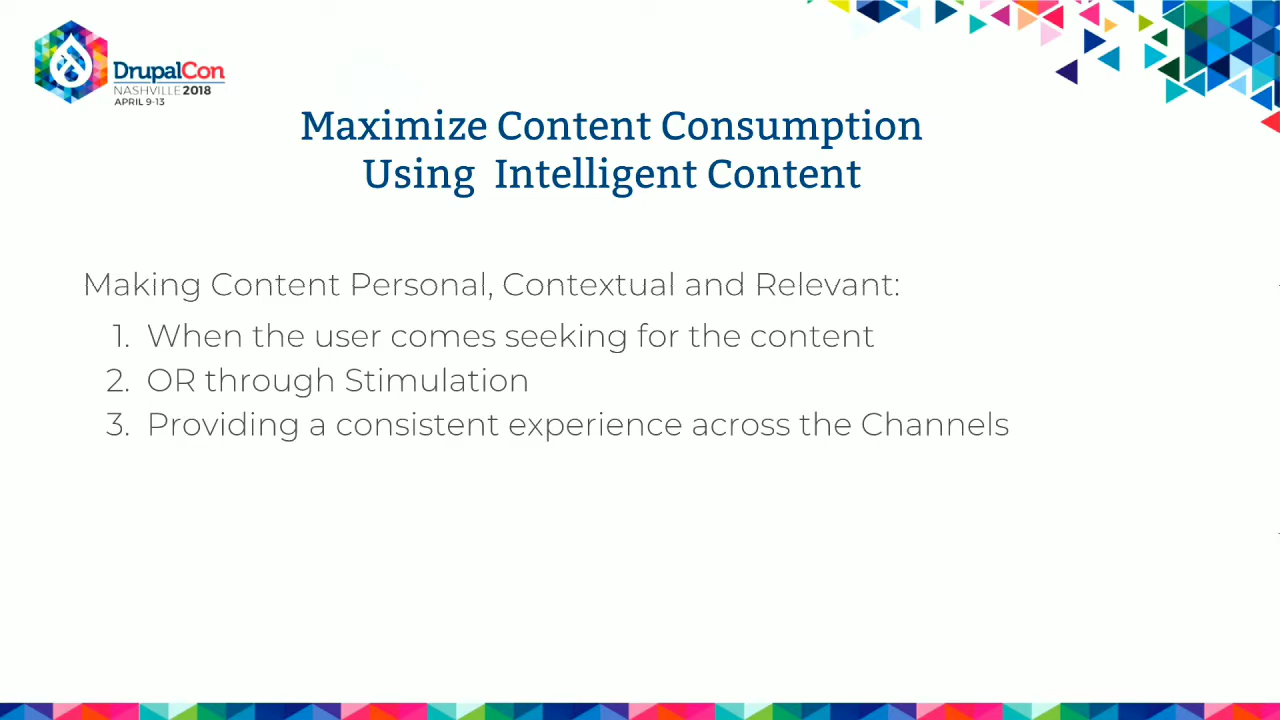 DrupalCon
NASHVILLE 2018
APRIL 9-13
Maximize Content Consumption
Using Intelligent Content
Making Content Personal, Contextual and Relevant:
1. When the user comes seeking for the content
2. OR through Stimulation
3. Providing a consistent experience across the Channels